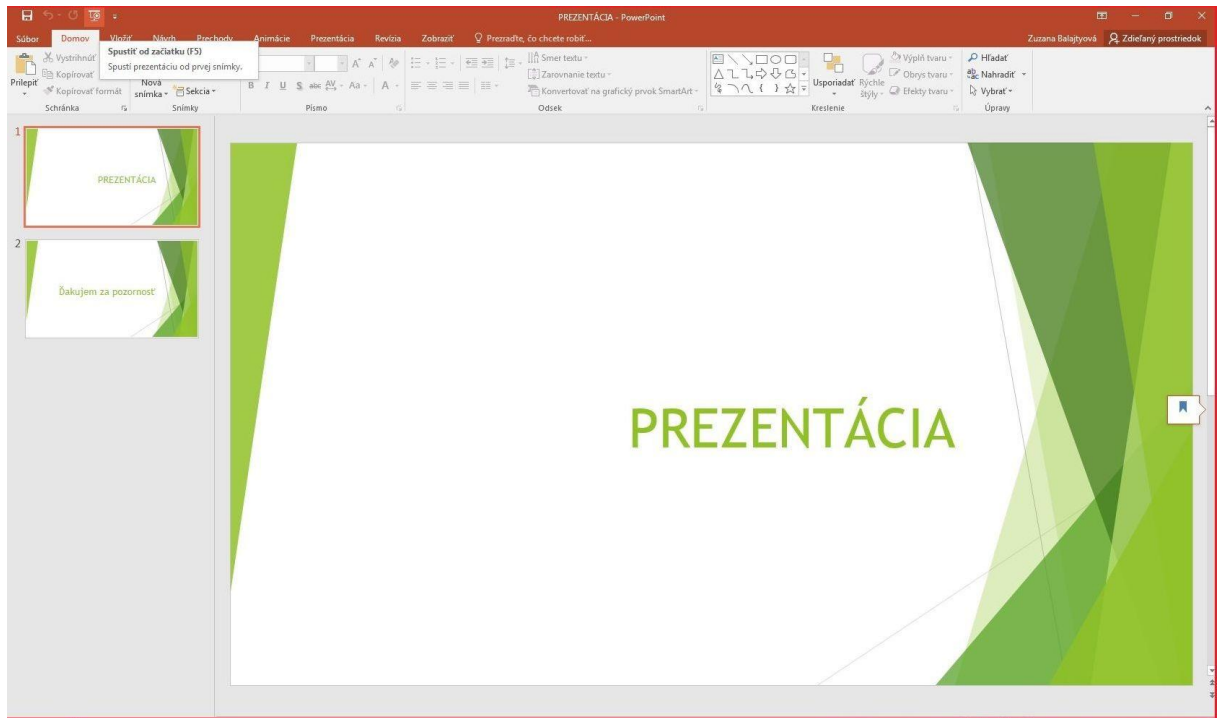 PREZENTÁCIA - PowerPoint
Súbor Domov Vložiť Návrh Prechody Animácie Prezentácia Revízia Zobraziť Prezraďte, čo chcete robiť... Zuzana Balajtyová Zdieľaný prostriedok
Spustiť od začiatku (F5)
Spustí prezentáciu od prvej snímky.
Prilepiť
Vystrihnúť
Kopírovať
Kopírovať formát
Schránka
Nová
snímka
Sekcia
Snímky
B I U S abc AV Aa A
Písmo
Smer textu
Zarovnanie textu
Konvertovať na grafický prvok SmartArt
Odsek
Usporiadať
Rýchle
štýly
Výplň tvaru
Obrys tvaru
Efekty tvaru
Kreslenie
Hľadať
Nahradiť
Vybrať
Úpravy
1
PREZENTÁCIA
2
Ďakujem za pozornosť
PREZENTÁCIA